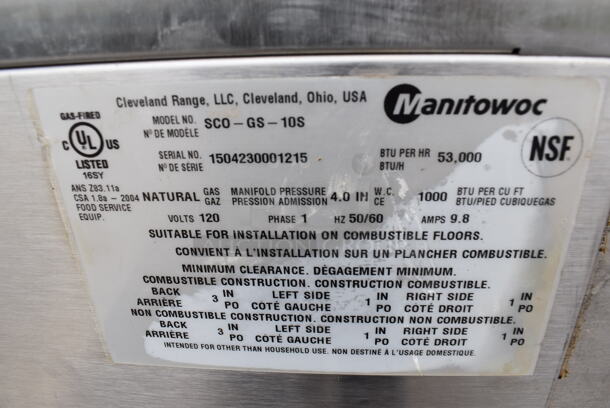 Cleveland Range, LLC, Cleveland, Ohio, USA
Manitowoc
GAS-FIRED
C UL US
LISTED
16SY
MODEL NO. SCO-GS-10S
Nº DE MODÈLE
NSF
SERIAL NO. 1504230001215 BTU PER HR 53,000
Nº DE SÉRIE BTU/H
ANS Z83.11a
CSA 1.8a - 2004
FOOD SERVICE
EQUIP.
NATURAL GAS MANIFOLD PRESSURE 4.0 IN W.C. 1000 BTU PER CU FT
GAZ PRESSION ADMISSION CE BTU/PIED CUBIQUEGAS
VOLTS 120 PHASE 1 HZ 50/60 AMPS 9.8
SUITABLE FOR INSTALLATION ON COMBUSTIBLE FLOORS.
CONVIENT À L'INSTALLATION SUR UN PLANCHER COMBUSTIBLE.
MINIMUM CLEARANCE. DÉGAGEMENT MINIMUM.
COMBUSTIBLE CONSTRUCTION. CONSTRUCTION COMBUSTIBLE.
BACK 3 IN LEFT SIDE 1 IN RIGHT SIDE 1 IN
ARRIÈRE PO CÔTÉ GAUCHE PO CÔTÉ DROIT PO
NON COMBUSTIBLE CONSTRUCTION. CONSTRUCTION NON COMBUSTIBLE.
BACK 3 IN LEFT SIDE 1 IN RIGHT SIDE 1 IN
ARRIÈRE PO CÔTÉ GAUCHE PO CÔTÉ DROIT PO
INTENDED FOR OTHER THAN HOUSEHOLD USE. NON DESTINÉ À L'USAGE DOMESTIQUE.